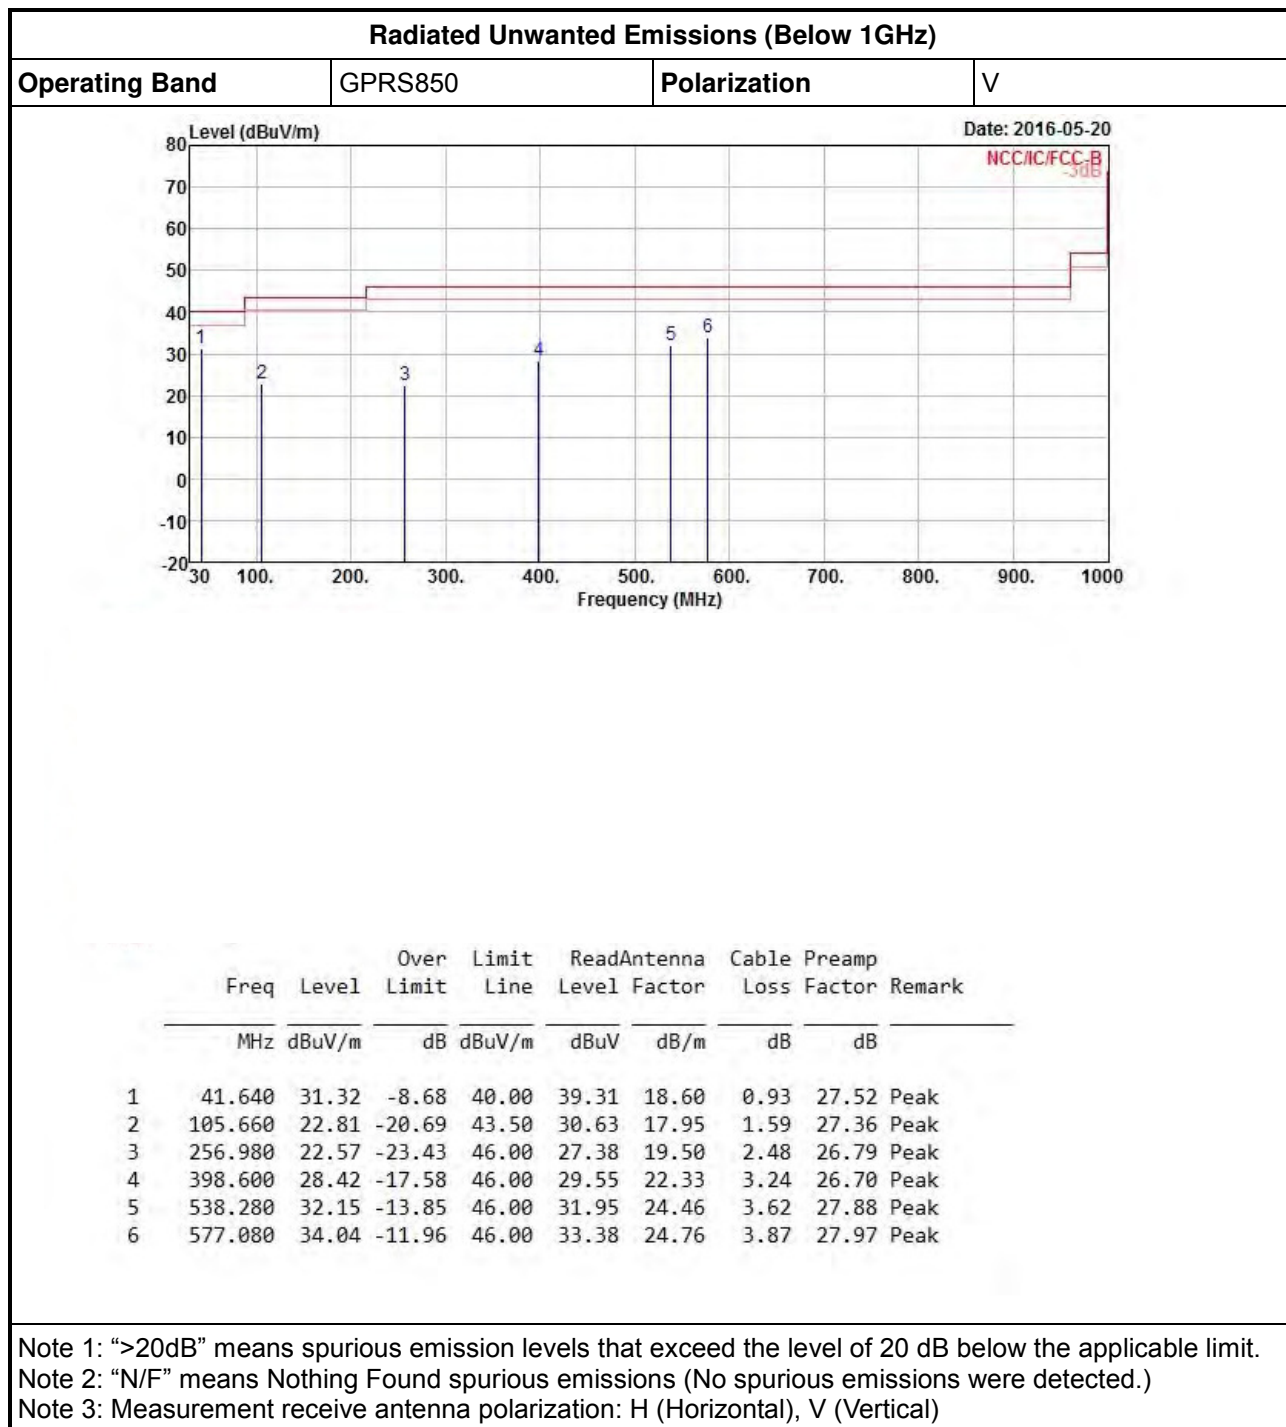 Radiated Unwanted Emissions (Below 1GHz)
Operating Band GPRS850 Polarization V
Level (dBuV/m) Date: 2016-05-20
80
NCC/IC/FCC-B
-3dB
70
60
50
40
30
20
10
0
-10
-20
1 2 3 4 5 6
30 100. 200. 300. 400. 500. 600. 700. 800. 900. 1000
Frequency (MHz)
Over Limit ReadAntenna Cable Preamp
Freq Level Limit Line Level Factor Loss Factor Remark
MHz dBuV/m dB dBuV/m dBuV dB/m dB dB
1 41.640 31.32 -8.68 40.00 39.31 18.60 0.93 27.52 Peak
2 105.660 22.81 -20.69 43.50 30.63 17.95 1.59 27.36 Peak
3 256.980 22.57 -23.43 46.00 27.38 19.50 2.48 26.79 Peak
4 398.600 28.42 -17.58 46.00 29.55 22.33 3.24 26.70 Peak
5 538.280 32.15 -13.85 46.00 31.95 24.46 3.62 27.88 Peak
6 577.080 34.04 -11.96 46.00 33.38 24.76 3.87 27.97 Peak
Note 1: “>20dB” means spurious emission levels that exceed the level of 20 dB below the applicable limit.
Note 2: “N/F” means Nothing Found spurious emissions (No spurious emissions were detected.)
Note 3: Measurement receive antenna polarization: H (Horizontal), V (Vertical)